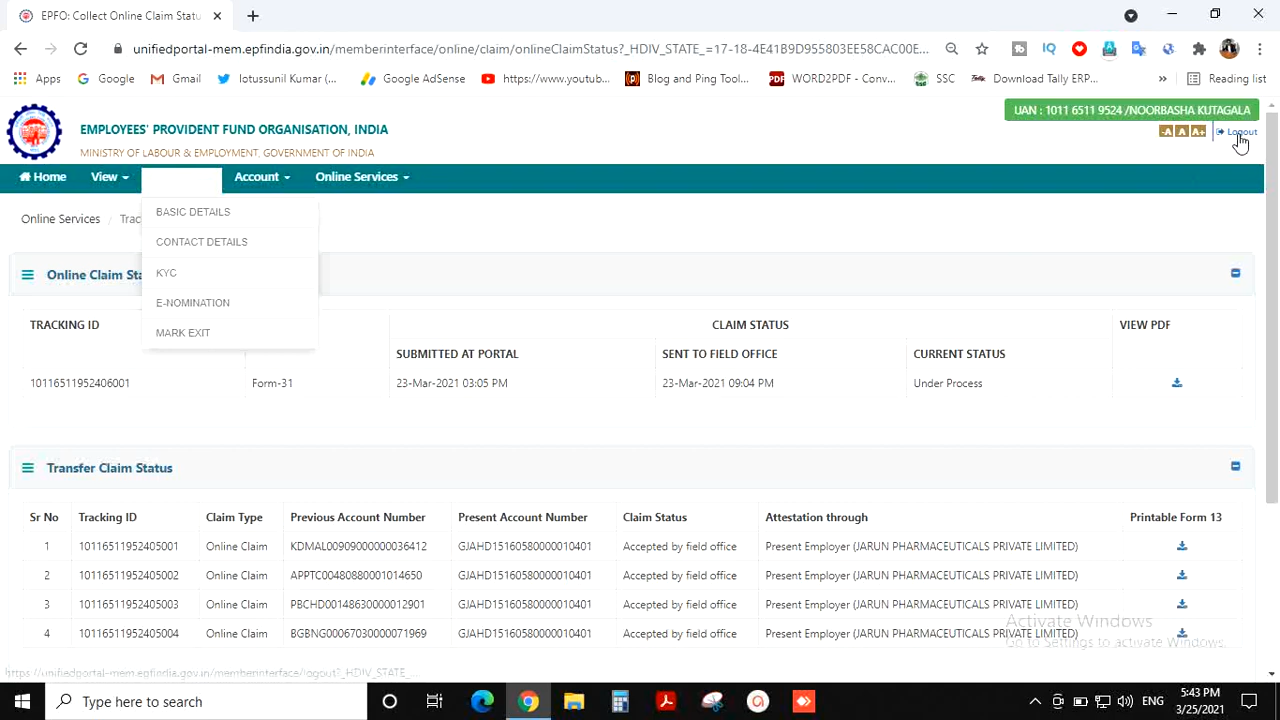 EPFO: Collect Online Claim Statu
unifiedportal-mem.epfindia.gov.in/memberinterface/online/claim/onlineClaimStatus?_HDIV_STATE_=17-18-4E41B9D955803EE58CAC00E...
Apps Google Gmail lotussunil Kumar (... Google AdSense https://www.youtub... Blog and Ping Tool... WORD2PDF - Conv... SSC Download Tally ERP... » Reading list
UAN : 1011 6511 9524 /NOORBASHA KUTAGALA
EMPLOYEES' PROVIDENT FUND ORGANISATION, INDIA
-A A A+ Logout
MINISTRY OF LABOUR & EMPLOYMENT, GOVERNMENT OF INDIA
Home View Account Online Services
BASIC DETAILS
Online Services / Trac
CONTACT DETAILS
KYC
Online Claim Sta
E-NOMINATION
MARK EXIT
TRACKING ID CLAIM STATUS VIEW PDF
SUBMITTED AT PORTAL SENT TO FIELD OFFICE CURRENT STATUS
10116511952406001 Form-31 23-Mar-2021 03:05 PM 23-Mar-2021 09:04 PM Under Process
Transfer Claim Status
Sr No Tracking ID Claim Type Previous Account Number Present Account Number Claim Status Attestation through Printable Form 13
1 10116511952405001 Online Claim KDMAL00909000000036412 GJAHD15160580000010401 Accepted by field office Present Employer (JARUN PHARMACEUTICALS PRIVATE LIMITED)
2 10116511952405002 Online Claim APPTC00480880001014650 GJAHD15160580000010401 Accepted by field office Present Employer (JARUN PHARMACEUTICALS PRIVATE LIMITED)
3 10116511952405003 Online Claim PBCHD00148630000012901 GJAHD15160580000010401 Accepted by field office Present Employer (JARUN PHARMACEUTICALS PRIVATE LIMITED)
4 10116511952405004 Online Claim BGBNG00067030000071969 GJAHD15160580000010401 Accepted by field office Present Employer (JARUN PHARMACEUTICALS PRIVATE LIMITED)
Activate Windows
Go to Settings to activate Windows.
https://unifiedportal-mem.epfindia.gov.in/memberinterface/logout?_HDIV_STATE_...
Type here to search
ENG
5:43 PM
3/25/2021